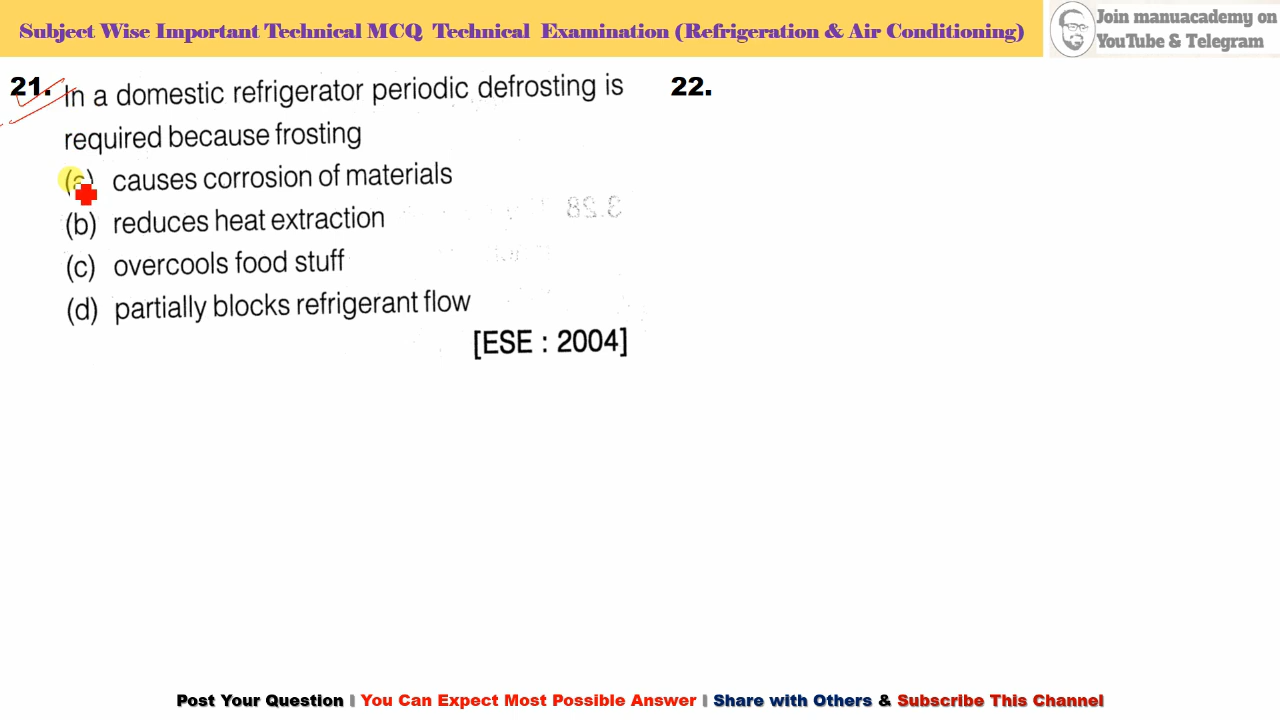 Subject Wise Important Technical MCQ Technical Examination (Refrigeration & Air Conditioning)
Join manuacademy on
YouTube & Telegram
21. In a domestic refrigerator periodic defrosting is
required because frosting
(a) causes corrosion of materials
(b) reduces heat extraction
(c) overcools food stuff
(d) partially blocks refrigerant flow
[ESE : 2004]
22.
3.28
Post Your Question | You Can Expect Most Possible Answer | Share with Others & Subscribe This Channel